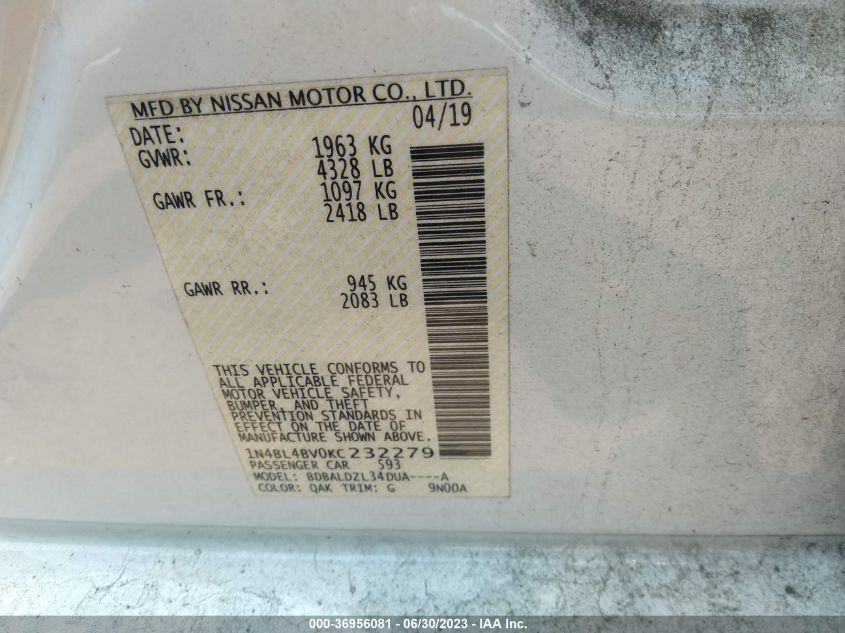 MFD BY NISSAN MOTOR CO., LTD.
DATE: 04/19
GVWR: 1963 KG
4328 LB
GAWR FR.: 1097 KG
2418 LB
GAWR RR.: 945 KG
2083 LB
THIS VEHICLE CONFORMS TO
ALL APPLICABLE FEDERAL
MOTOR VEHICLE SAFETY,
BUMPER, AND THEFT
PREVENTION STANDARDS IN
EFFECT ON THE DATE OF
MANUFACTURE SHOWN ABOVE.
1N4BL4BV0KC232279
PASSENGER CAR 593
MODEL: BDBALDZL34DUA----A
COLOR: QAK TRIM: G 9N00A
000-36956081 - 06/30/2023 - IAA Inc.